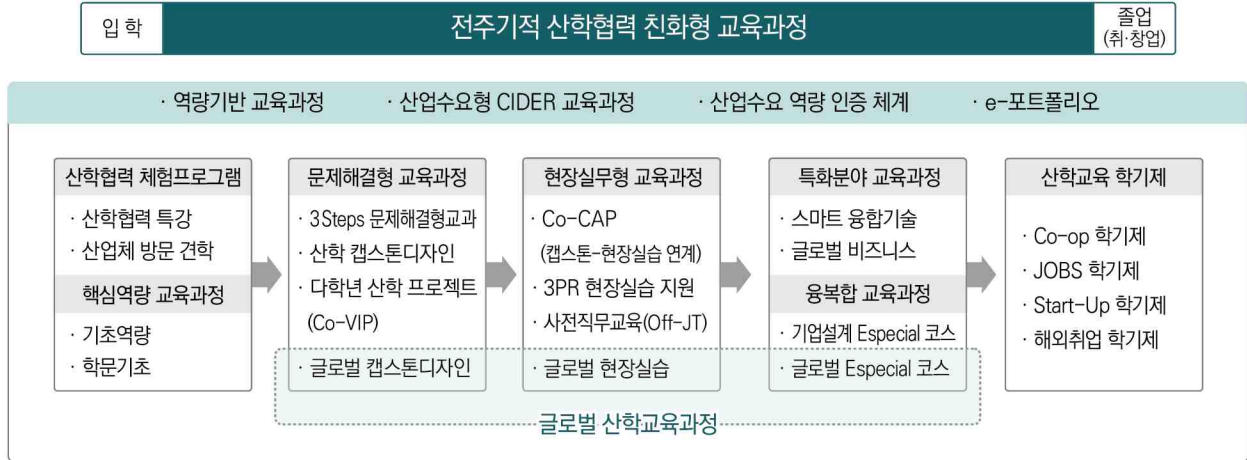 입 학
전주기적 산학협력 친화형 교육과정
졸업
(취·창업)
· 역량기반 교육과정
· 산업수요형 CIDER 교육과정
· 산업수요 역량 인증 체계
· e-포트폴리오
산학협력 체험프로그램
· 산학협력 특강
· 산업체 방문 견학
핵심역량 교육과정
· 기초역량
· 학문기초
문제해결형 교육과정
· 3Steps 문제해결형교과
· 산학 캡스톤디자인
· 다학년 산학 프로젝트
(Co-VIP)
· 글로벌 캡스톤디자인
현장실무형 교육과정
· Co-CAP
(캡스톤-현장실습 연계)
· 3PR 현장실습 지원
· 사전직무교육(Off-JT)
· 글로벌 현장실습
특화분야 교육과정
· 스마트 융합기술
· 글로벌 비즈니스
융복합 교육과정
· 기업설계 Especial 코스
· 글로벌 Especial 코스
산학교육 학기제
· Co-op 학기제
· JOBS 학기제
· Start-Up 학기제
· 해외취업 학기제
글로벌 산학교육과정